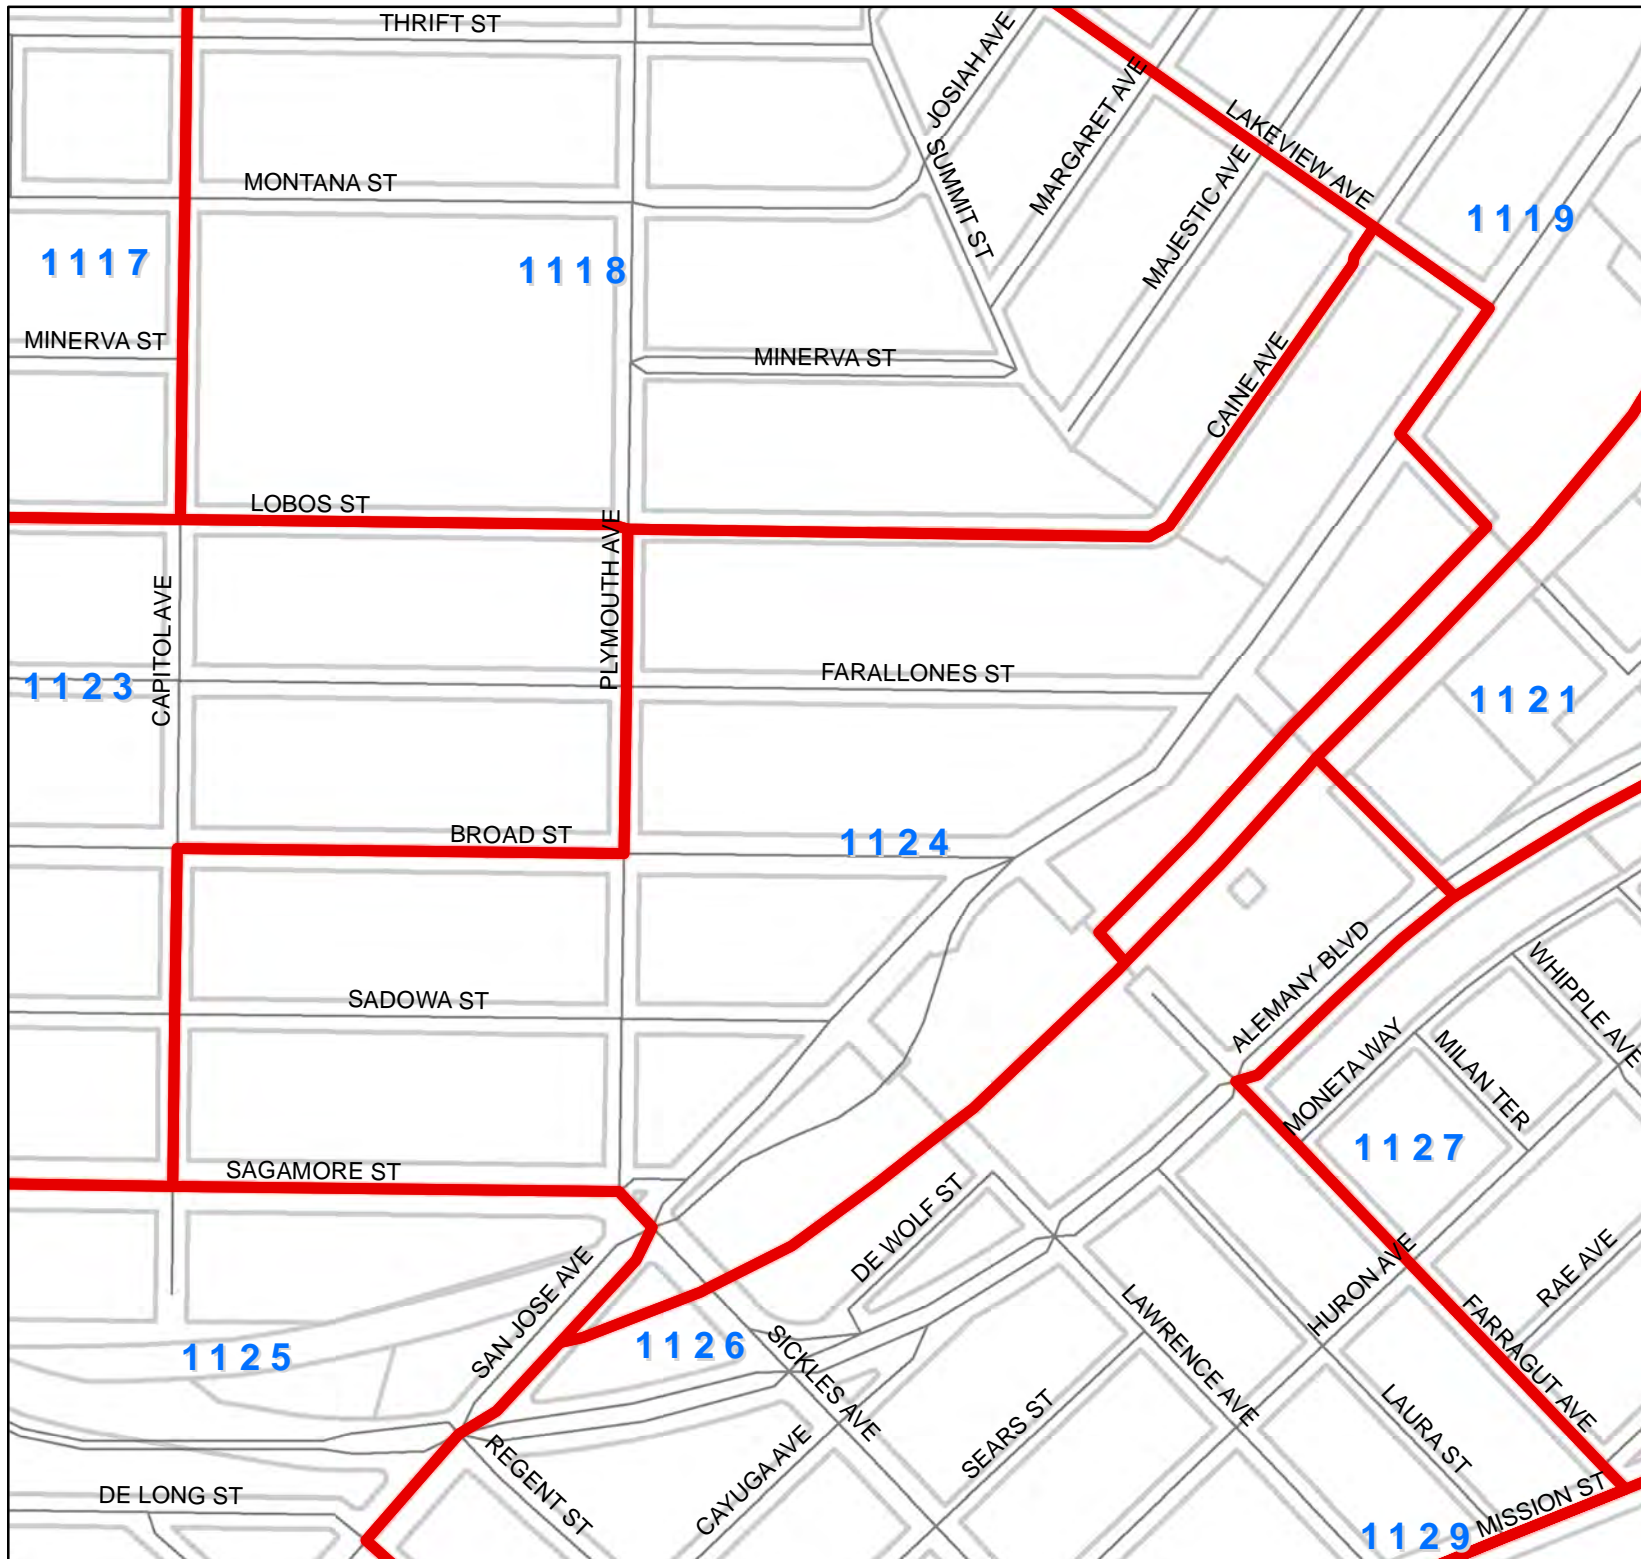 THRIFT ST
JOSIAH AVE
MARGARET AVE
LAKEVIEW AVE
SUMMIT ST
MAJESTIC AVE
MONTANA ST
1119
1117
1118
MINERVA ST
MINERVA ST
CAINE AVE
LOBOS ST
PLYMOUTH AVE
CAPITOL AVE
FARALLONES ST
1123
1121
BROAD ST
1124
SADOWA ST
ALEMANY BLVD
WHIPPLE AVE
MONETA WAY
MILAN TER
1127
SAGAMORE ST
DE WOLF ST
SAN JOSE AVE
HURON AVE
RAE AVE
LAWRENCE AVE
FARRAGUT AVE
1125
1126
SICKLES AVE
LAURA ST
SEARS ST
CAYUGA AVE
REGENT ST
DE LONG ST
MISSION ST
1129